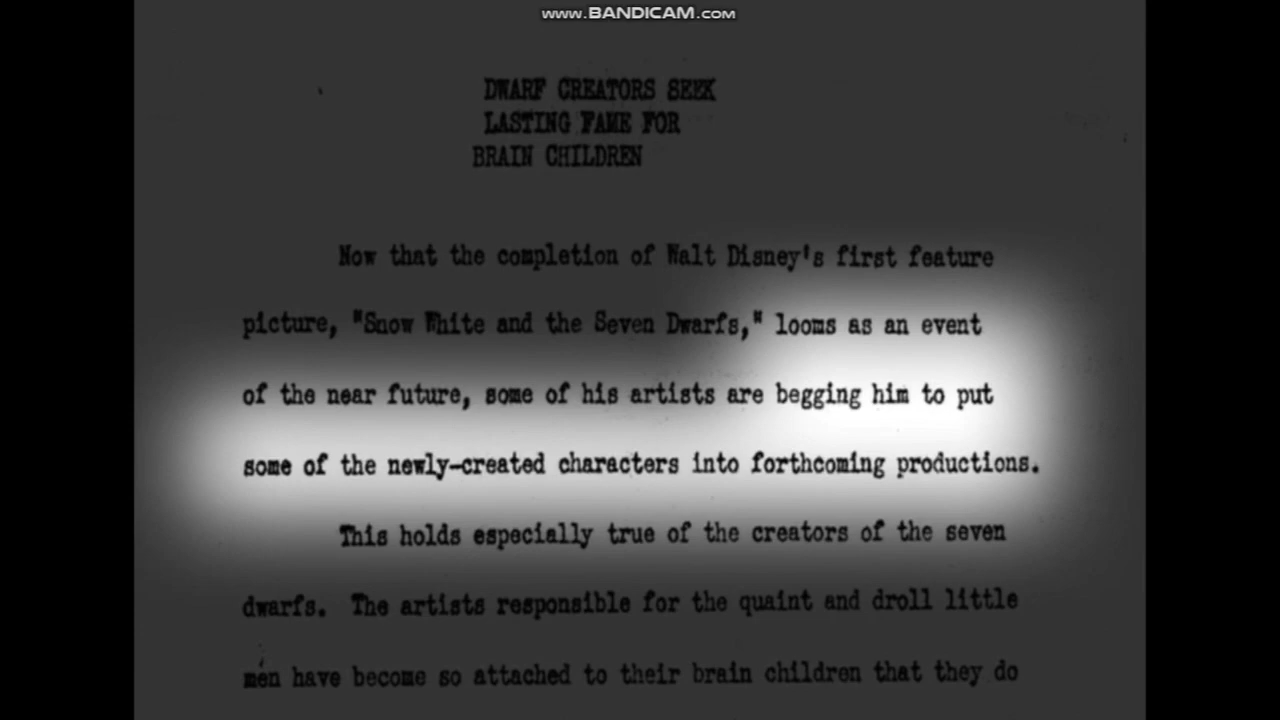 www.BANDICAM.com
DWARF CREATORS SEEK
LASTING FAME FOR
BRAIN CHILDREN
Now that the completion of Walt Disney's first feature
picture, "Snow White and the Seven Dwarfs," looms as an event
of the near future, some of his artists are begging him to put
some of the newly-created characters into forthcoming productions.
This holds especially true of the creators of the seven
dwarfs. The artists responsible for the quaint and droll little
men have become so attached to their brain children that they do